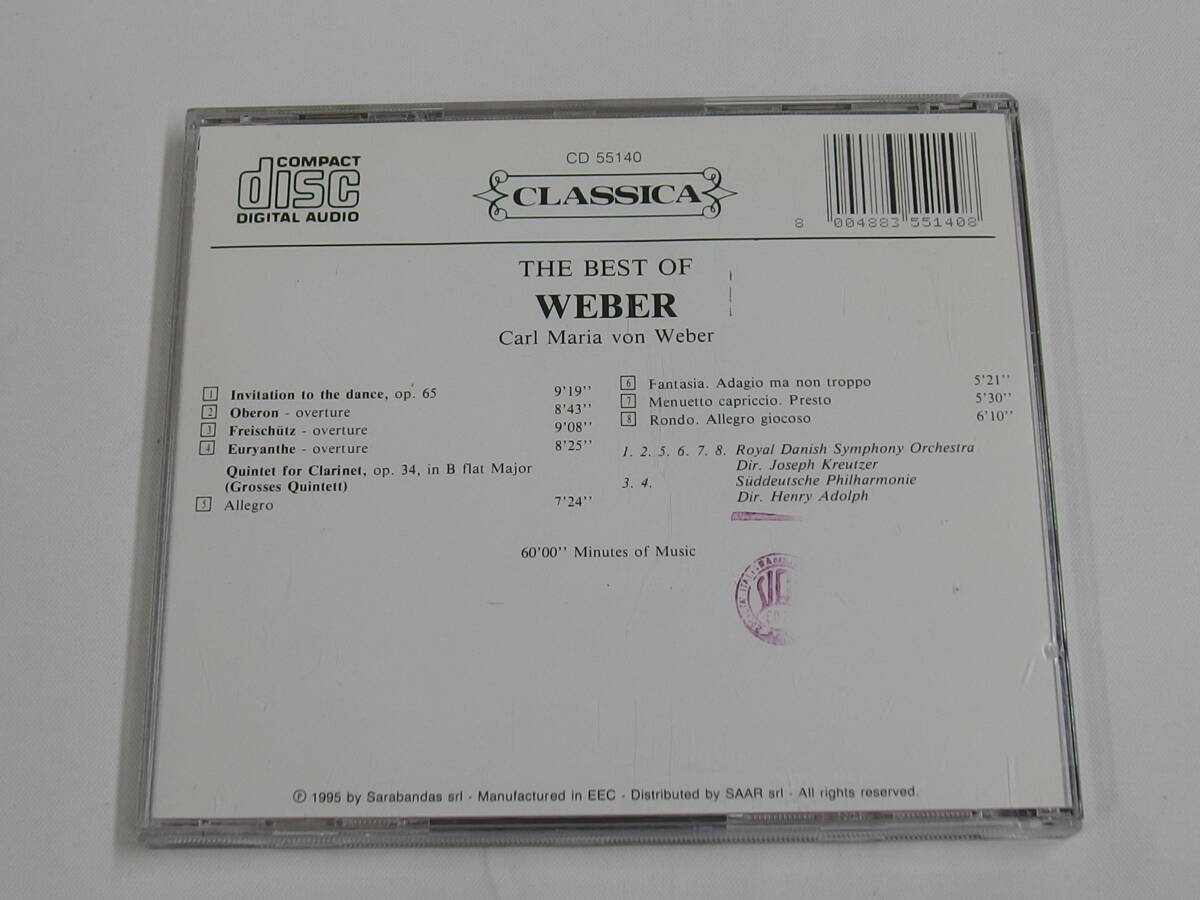 COMPACT
disc
DIGITAL AUDIO
CD 55140
CLASSICA
8 004883 551408
THE BEST OF
WEBER
Carl Maria von Weber
1 Invitation to the dance, op. 65 9'19''
2 Oberon - overture 8'43''
3 Freischütz - overture 9'08''
4 Euryanthe - overture 8'25''
Quintet for Clarinet, op. 34, in B flat Major
(Grosses Quintett)
5 Allegro 7'24''
6 Fantasia. Adagio ma non troppo 5'21''
7 Menuetto capriccio. Presto 5'30''
8 Rondo. Allegro giocoso 6'10''
1. 2. 5. 6. 7. 8. Royal Danish Symphony Orchestra
Dir. Joseph Kreutzer
3. 4. Süddeutsche Philharmonie
Dir. Henry Adolph
60'00'' Minutes of Music
℗ 1995 by Sarabandas srl - Manufactured in EEC - Distributed by SAAR srl - All rights reserved.